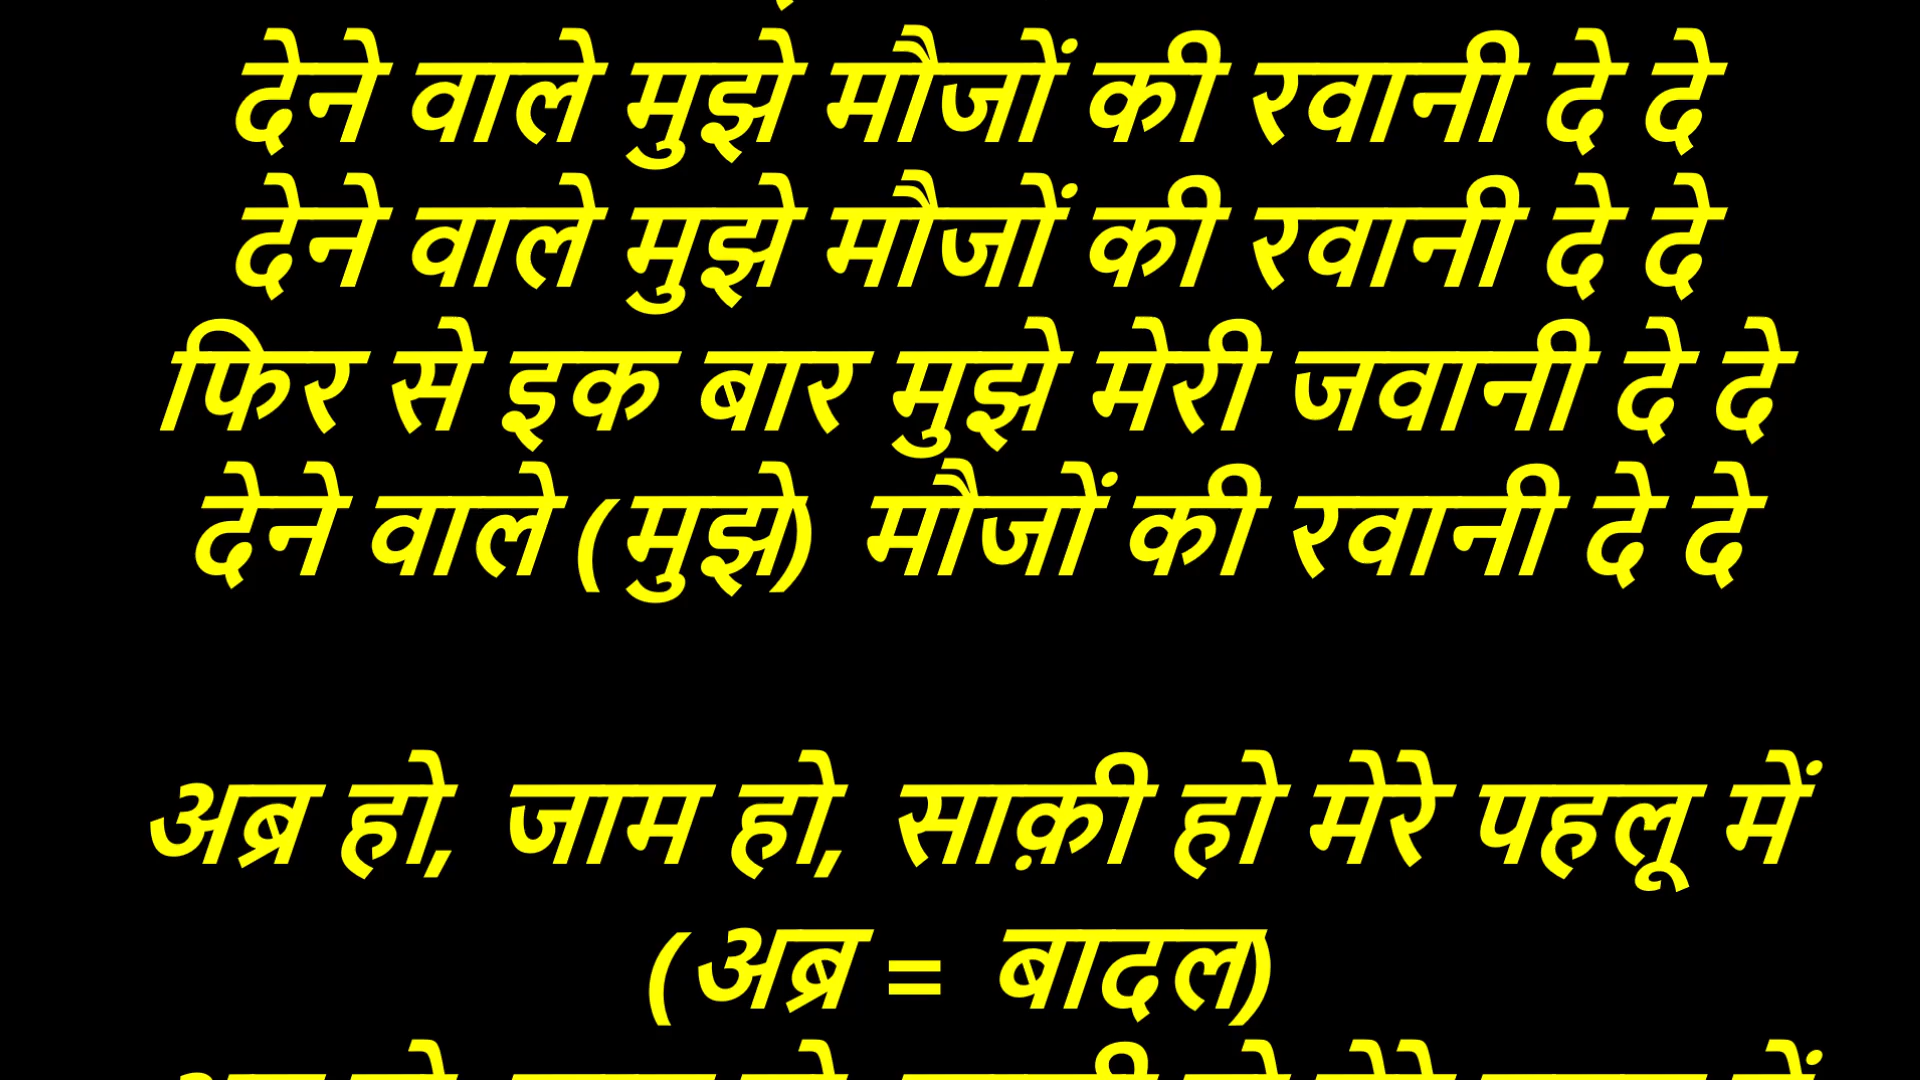 देने वाले मुझे मौजों की रवानी दे दे
देने वाले मुझे मौजों की रवानी दे दे
फिर से इक बार मुझे मेरी जवानी दे दे
देने वाले (मुझे) मौजों की रवानी दे दे
अब्र हो, जाम हो, साक़ी हो मेरे पहलू में
(अब्र = बादल)